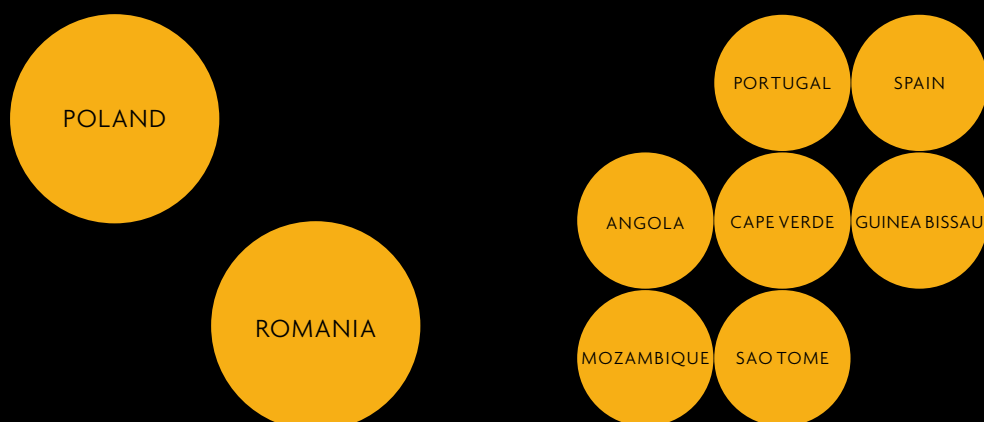 POLAND
ROMANIA
PORTUGAL
SPAIN
ANGOLA
CAPE VERDE
GUINEA BISSAU
MOZAMBIQUE
SAO TOME